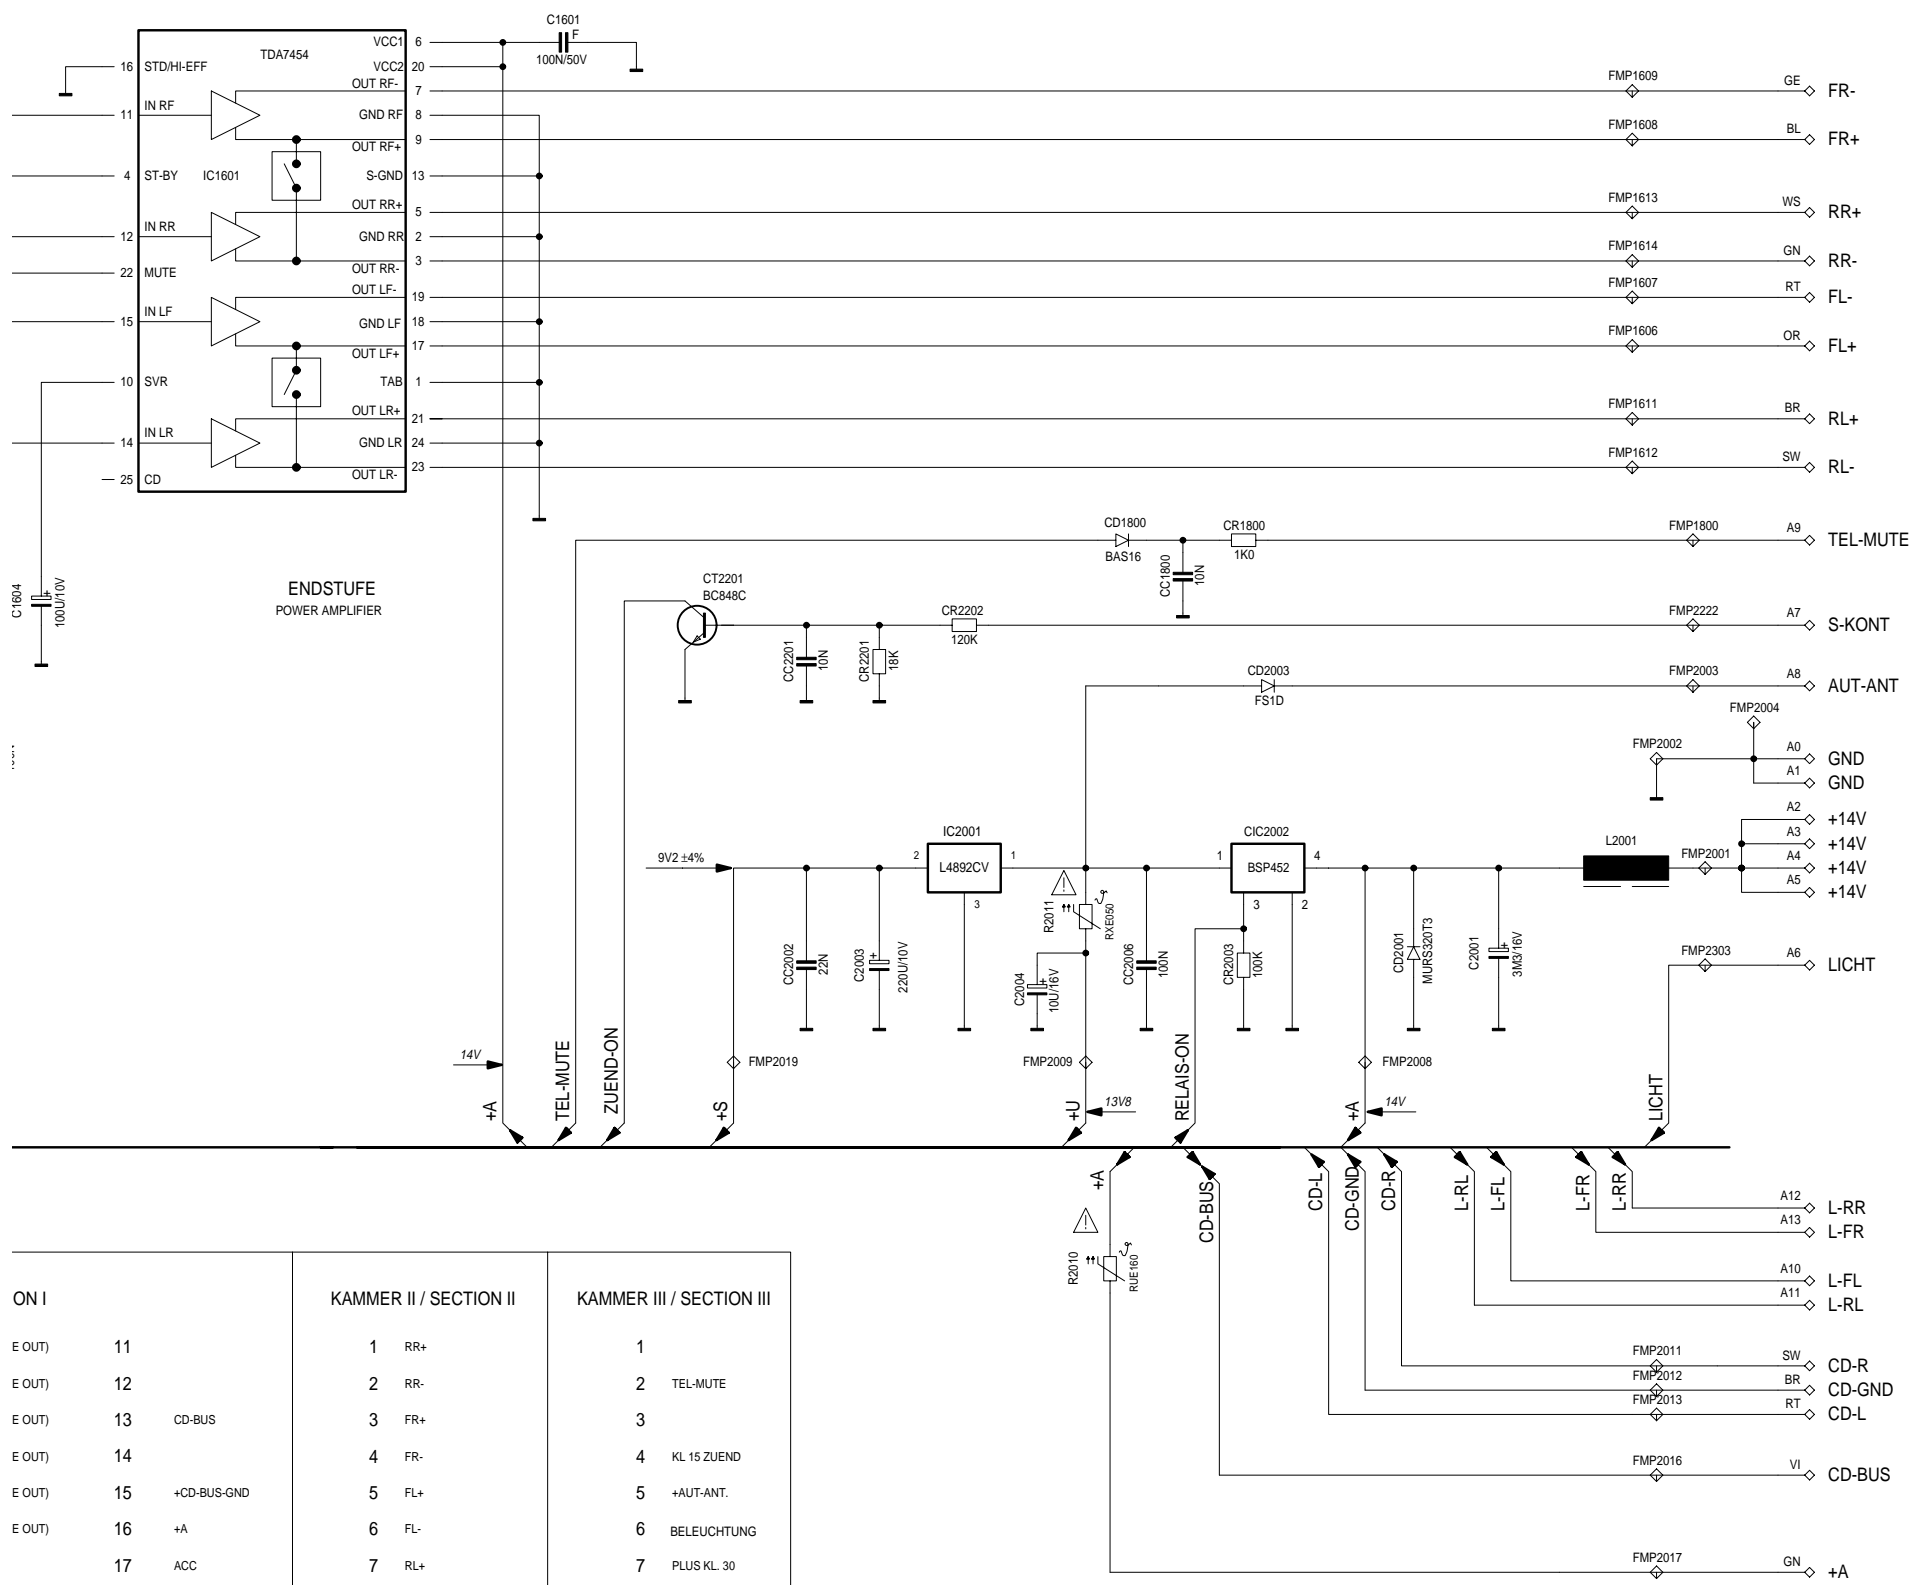 C1601
F
100N/50V
TDA7454
VCC1 6
16 STD/HI-EFF
VCC2 20
OUT RF-
7
11 IN RF
GND RF 8
9
OUT RF+
4 ST-BY IC1601
S-GND 13
OUT RR+
5
12 IN RR
GND RR 2
3
OUT RR-
22 MUTE
OUT LF-
19
15 IN LF
GND LF 18
17
OUT LF+
10 SVR
TAB 1
OUT LR+
21
14 IN LR
GND LR 24
23
OUT LR-
25 CD
FMP1609 GE FR-
FMP1608 BL FR+
FMP1613 WS RR+
FMP1614 GN RR-
FMP1607 RT FL-
FMP1606 OR FL+
FMP1611 BR RL+
FMP1612 SW RL-
CD1800
BAS16
CR1800
1K0
CC1800
10N
FMP1800 A9 TEL-MUTE
C1604
+
100U/10V
ENDSTUFE
POWER AMPLIFIER
CT2201
BC848C
CC2201
10N
CR2201
18K
CR2202
120K
FMP2222 A7 S-KONT
CD2003
FS1D
FMP2003 A8 AUT-ANT
FMP2004
FMP2002 A0 GND
A1 GND
A2 +14V
A3 +14V
A4 +14V
A5 +14V
L2001
FMP2001
9V2 ±4%
IC2001
2 L4892CV 1
3
CIC2002
1 BSP452 4
3 2
R2011
RXE050
CC2002
22N
C2003
+
220U/10V
C2004
+
10U/16V
CC2006
100N
CR2003
100K
CD2001
MURS320T3
C2001
+
3M3/16V
FMP2303 A6 LICHT
14V
+A
TEL-MUTE
ZUEND-ON
FMP2019
+S
FMP2009
+U
13V8
RELAIS-ON
FMP2008
+A
14V
LICHT
+A
CD-BUS
CD-L
CD-GND
CD-R
L-RL
L-FL
L-FR
L-RR
R2010
RUE160
A12 L-RR
A13 L-FR
A10 L-FL
A11 L-RL
FMP2011 SW CD-R
FMP2012 BR CD-GND
FMP2013 RT CD-L
FMP2016 VI CD-BUS
FMP2017 GN +A
ON I KAMMER II / SECTION II KAMMER III / SECTION III
E OUT) 11 1 RR+ 1
E OUT) 12 2 RR- 2 TEL-MUTE
E OUT) 13 CD-BUS 3 FR+ 3
E OUT) 14 4 FR- 4 KL 15 ZUEND
E OUT) 15 +CD-BUS-GND 5 FL+ 5 +AUT-ANT.
E OUT) 16 +A 6 FL- 6 BELEUCHTUNG
17 ACC 7 RL+ 7 PLUS KL. 30